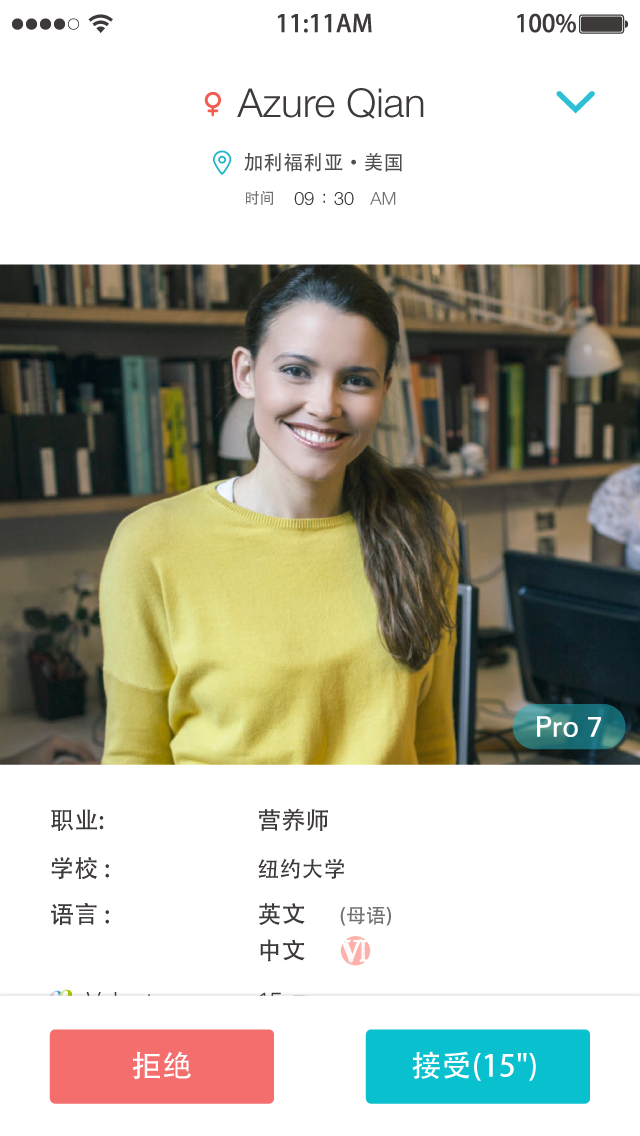 11:11AM 100%
Azure Qian
加利福利亚·美国
时间 09 : 30 AM
Pro 7
职业: 营养师
学校 : 纽约大学
语言 : 英文 (母语)
中文 VI
拒绝 接受(15")